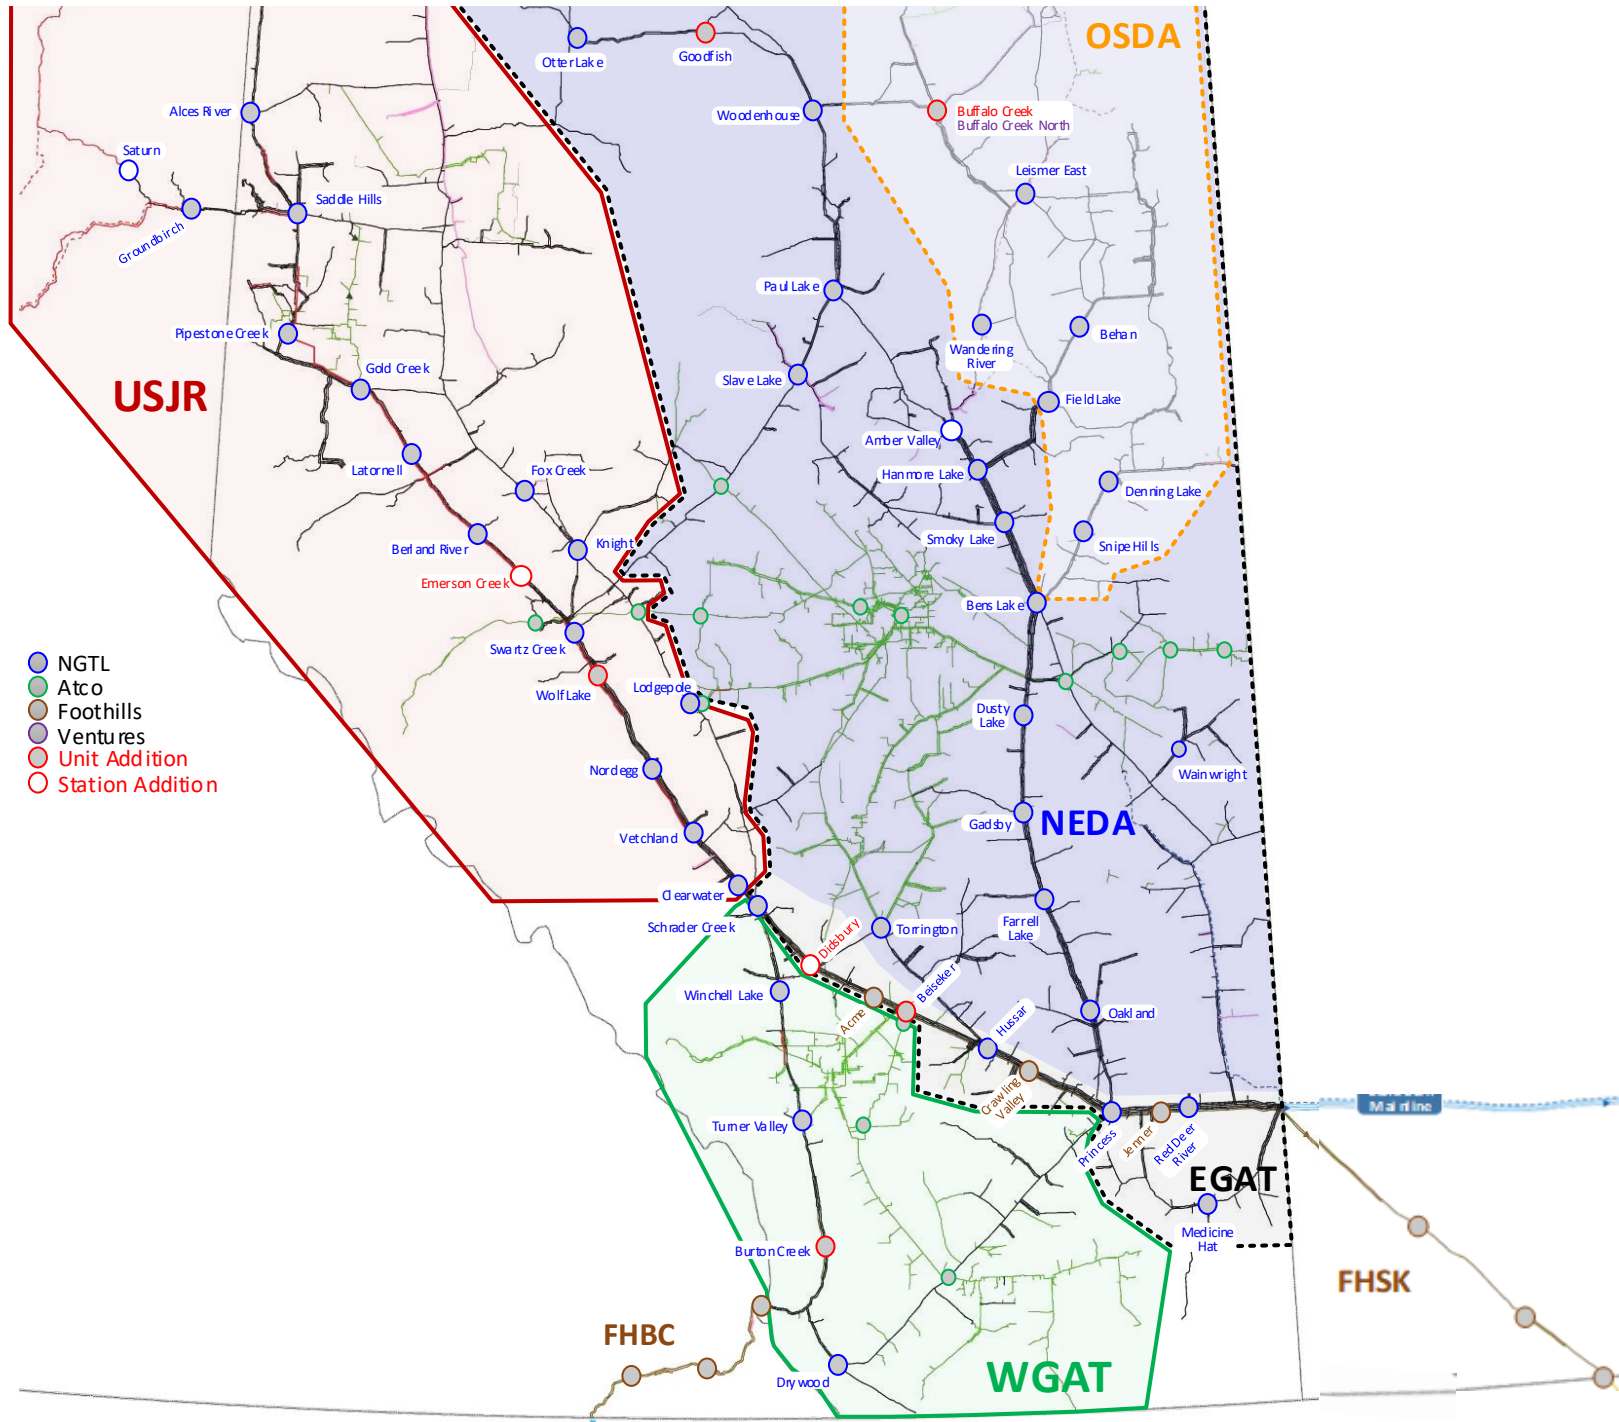 OSDA
Otter Lake
Goodfish
Alces River
Woodenhouse
Buffalo Creek
Buffalo Creek North
Saturn
Leismer East
Saddle Hills
Groundbirch
Paul Lake
Pipestone Creek
Behan
Wandering
River
Gold Creek
Slave Lake
USJR
Field Lake
Amber Valley
Latornell
Fox Creek
Hanmore Lake
Denning Lake
Berland River
Knight
Smoky Lake
Snipe Hills
Emerson Creek
Bens Lake
Swartz Creek
NGTL
Atco
Foothills
Ventures
Unit Addition
Station Addition
Wolf Lake
Lodgepole
Dusty
Lake
Nordegg
Wainwright
Gadsby
NEDA
Vetchland
Clearwater
Schrader Creek
Didsbury
Torrington
Farrell
Lake
Winchell Lake
Beiseker
Acme
Hussar
Oakland
Crawling
Valley
Mainline
Turner Valley
Princess
Jenner
Red Deer
River
EGAT
Medicine
Hat
Burton Creek
FHSK
FHBC
Drywood
WGAT